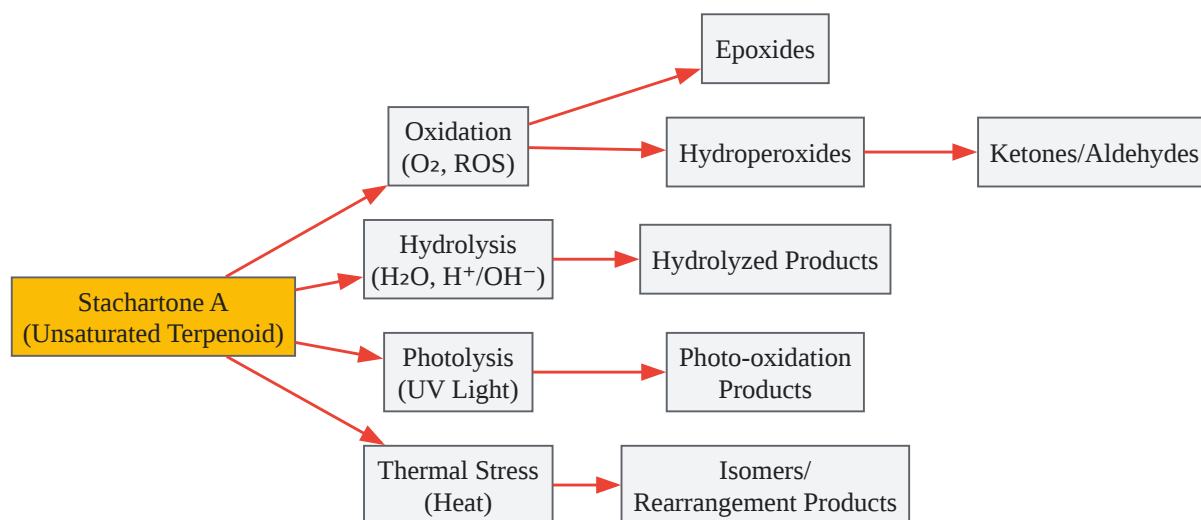 Epoxides
Oxidation
(O₂, ROS)
Hydroperoxides
Ketones/Aldehydes
Hydrolysis
(H₂O, H⁺/OH⁻)
Hydrolyzed Products
Stachartone A
(Unsaturated Terpenoid)
Photolysis
(UV Light)
Photo-oxidation
Products
Thermal Stress
(Heat)
Isomers/
Rearrangement Products